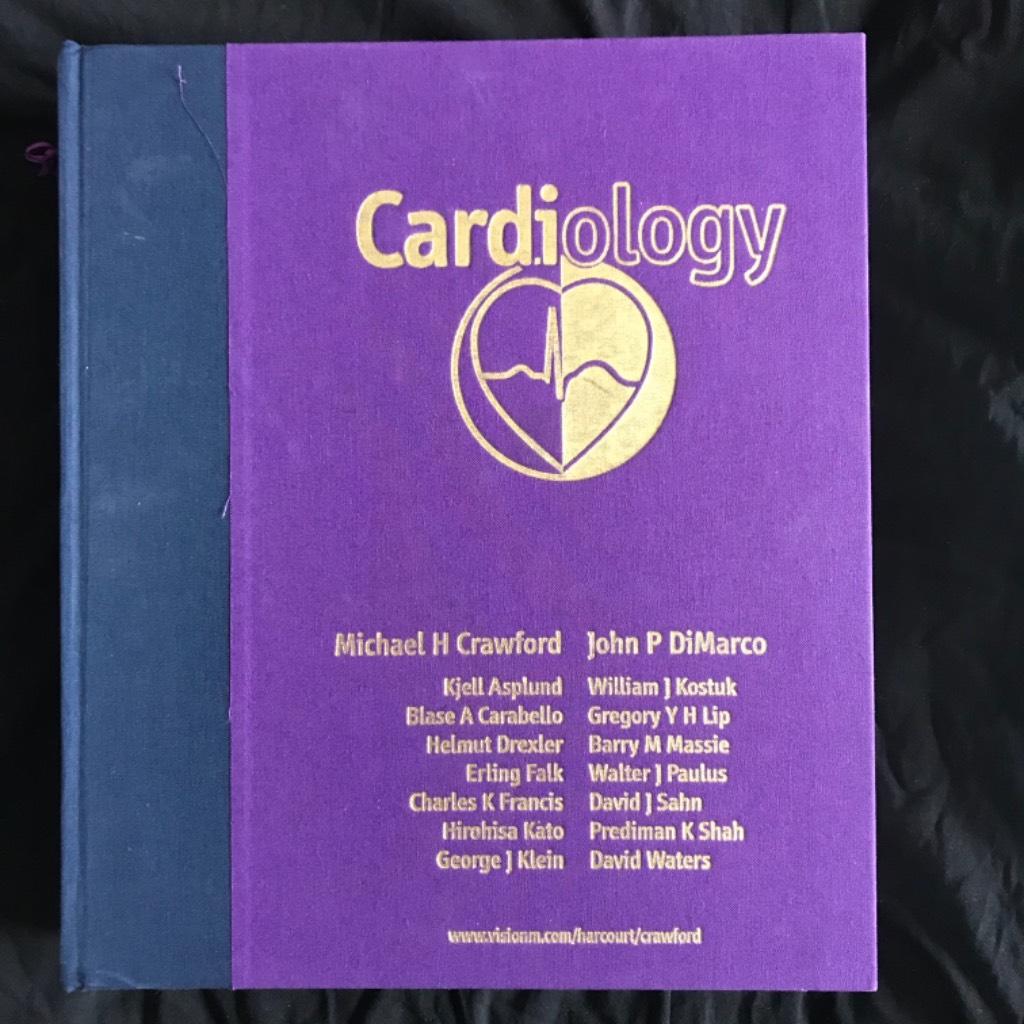 Cardiology
Michael H Crawford John P DiMarco
Kjell Asplund William J Kostuk
Blase A Carabello Gregory Y H Lip
Helmut Drexler Barry M Massie
Erling Falk Walter J Paulus
Charles K Francis David J Sahn
Hirohisa Kato Prediman K Shah
George J Klein David Waters
www.visionm.com/harcourt/crawford